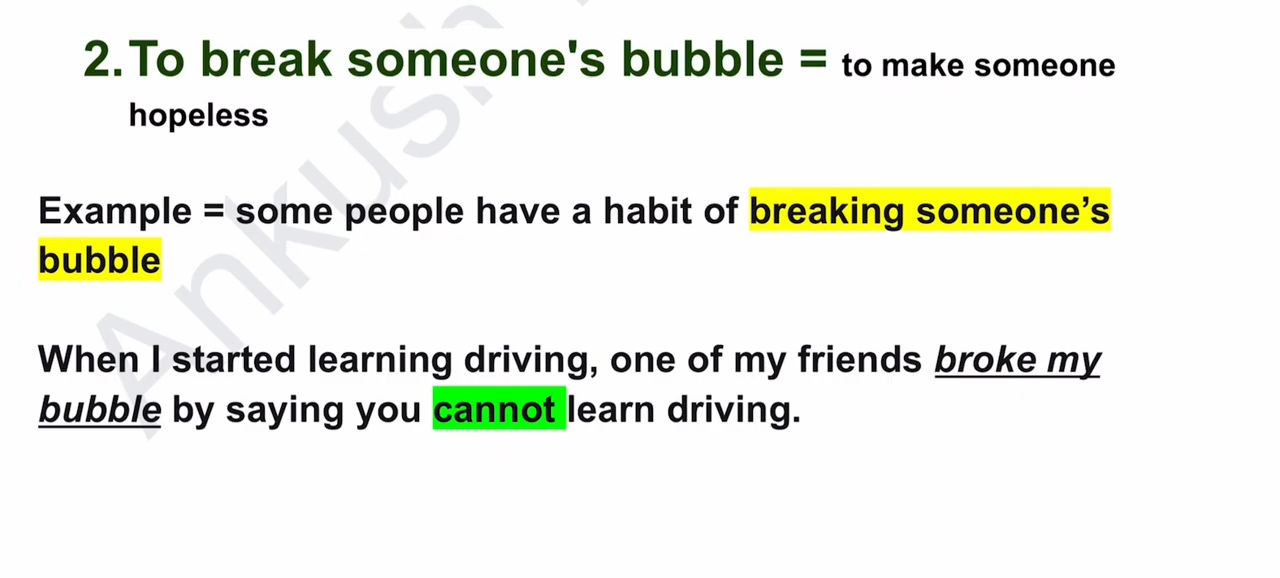 2. To break someone's bubble = to make someone
hopeless
Example = some people have a habit of breaking someone’s
bubble
When I started learning driving, one of my friends broke my
bubble by saying you cannot learn driving.
Ankush